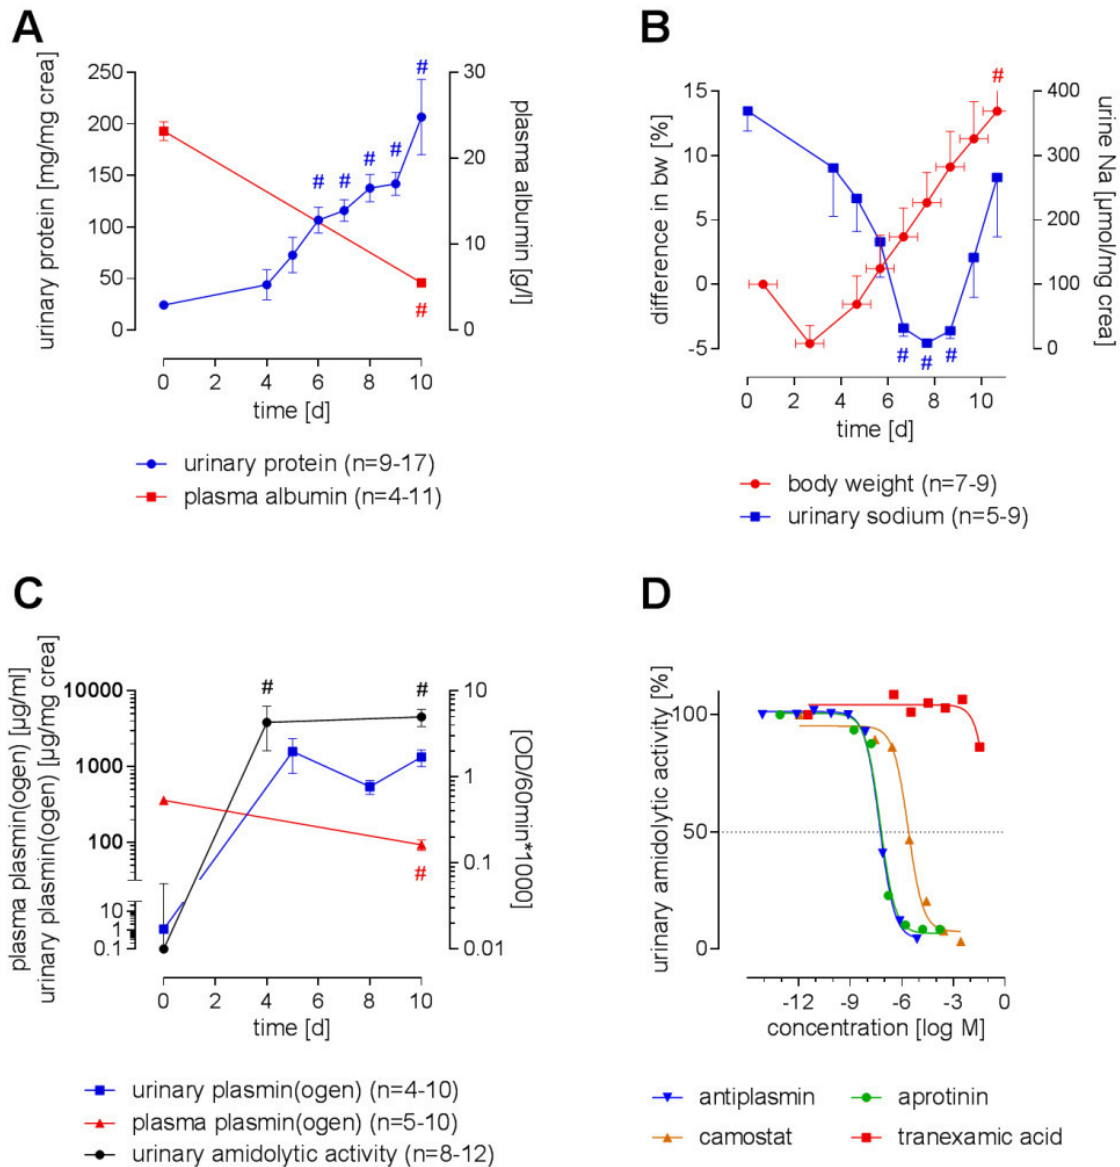 A
urinary protein [mg/mg crea]
250
200
150
100
50
0
#
#
#
#
#
#
30
20
10
0
plasma albumin
[g/l]
0 2 4 6 8 10
time [d]
urinary protein (n=9-17)
plasma albumin (n=4-11)
B
difference in bw [%]
15
10
5
0
-5
#
#
#
#
400
300
200
100
0
urine Na
[µmol/mg crea]
0 2 4 6 8 10
time [d]
body weight (n=7-9)
urinary sodium (n=5-9)
C
plasma plasmin(ogen) [µg/ml]
urinary plasmin(ogen) [µg/mg crea]
10000
1000
100
10
1
0.1
#
#
#
10
1
0.1
0.01
[OD/60min*1000]
0 2 4 6 8 10
time [d]
urinary plasmin(ogen) (n=4-10)
plasma plasmin(ogen) (n=5-10)
urinary amidolytic activity (n=8-12)
D
urinary amidolytic activity [%]
100
50
0
-12 -9 -6 -3 0
concentration [log M]
antiplasmin
aprotinin
camostat
tranexamic acid